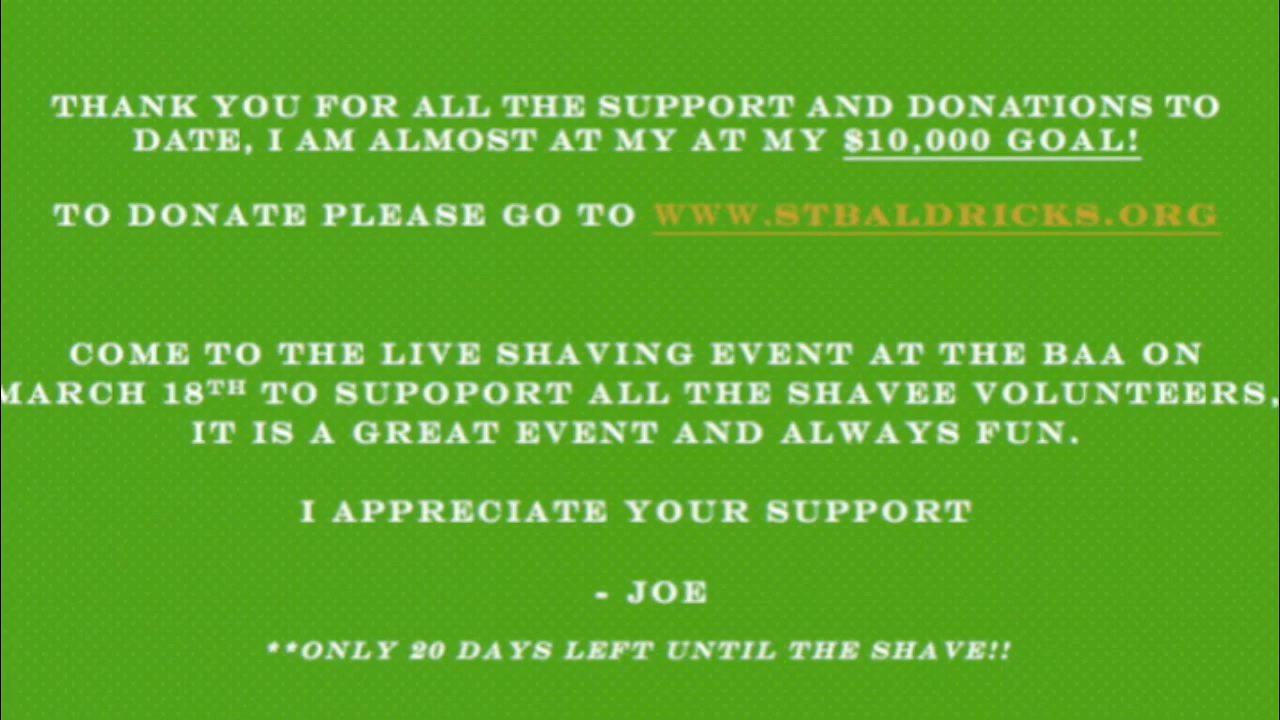 THANK YOU FOR ALL THE SUPPORT AND DONATIONS TO
DATE, I AM ALMOST AT MY AT MY $10,000 GOAL!
TO DONATE PLEASE GO TO WWW.STBALDRICKS.ORG
COME TO THE LIVE SHAVING EVENT AT THE BAA ON
MARCH 18TH TO SUPOPORT ALL THE SHAVEE VOLUNTEERS,
IT IS A GREAT EVENT AND ALWAYS FUN.
I APPRECIATE YOUR SUPPORT
- JOE
**ONLY 20 DAYS LEFT UNTIL THE SHAVE!!